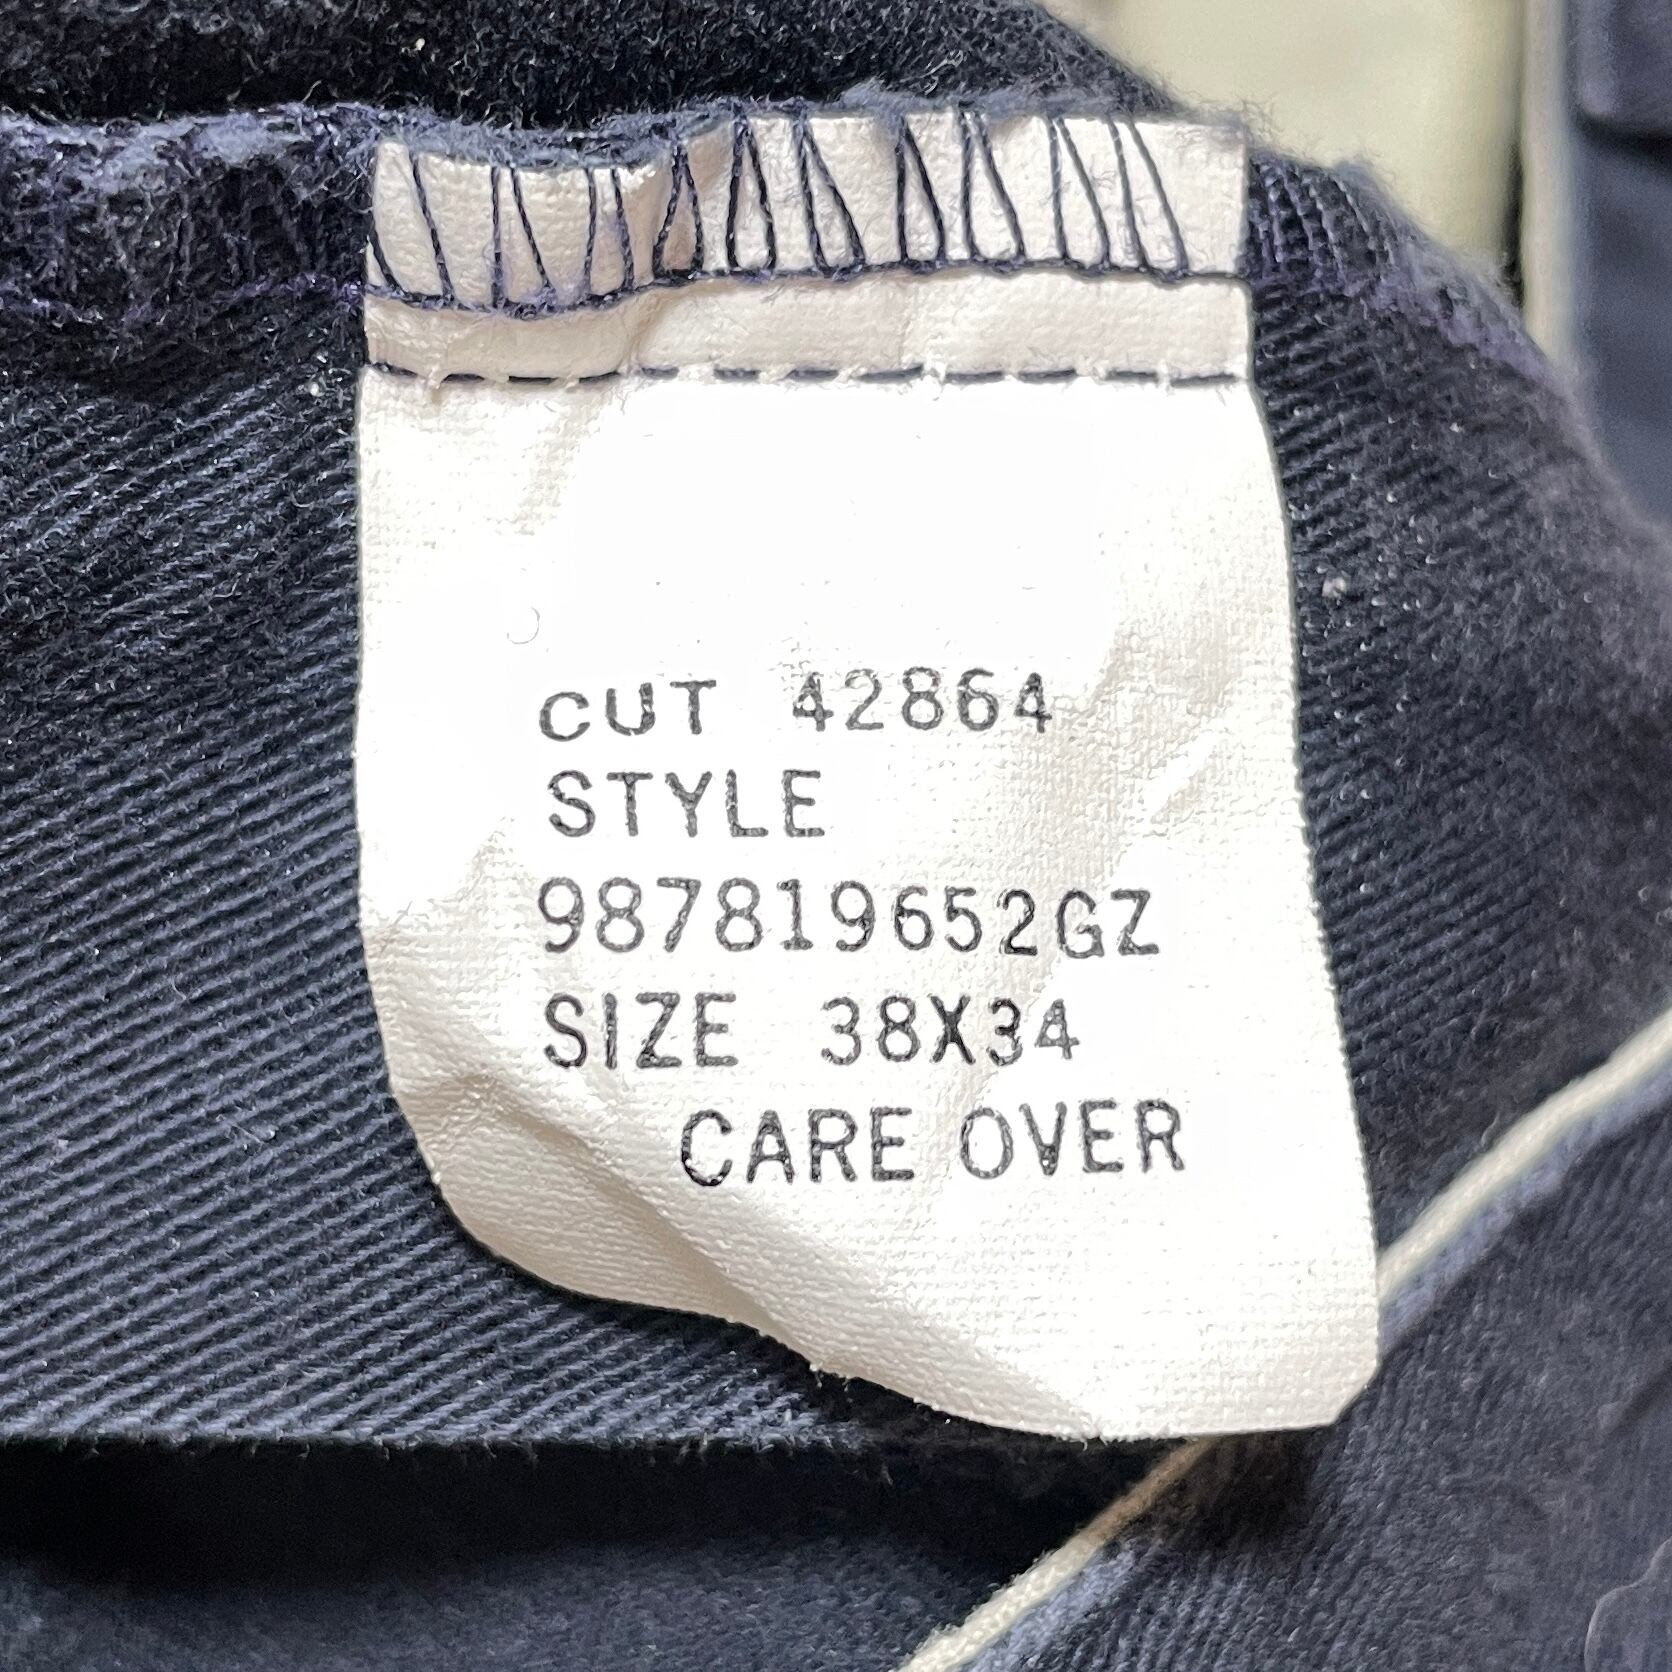 CUT 42864
STYLE
987819652GZ
SIZE 38X34
CARE OVER